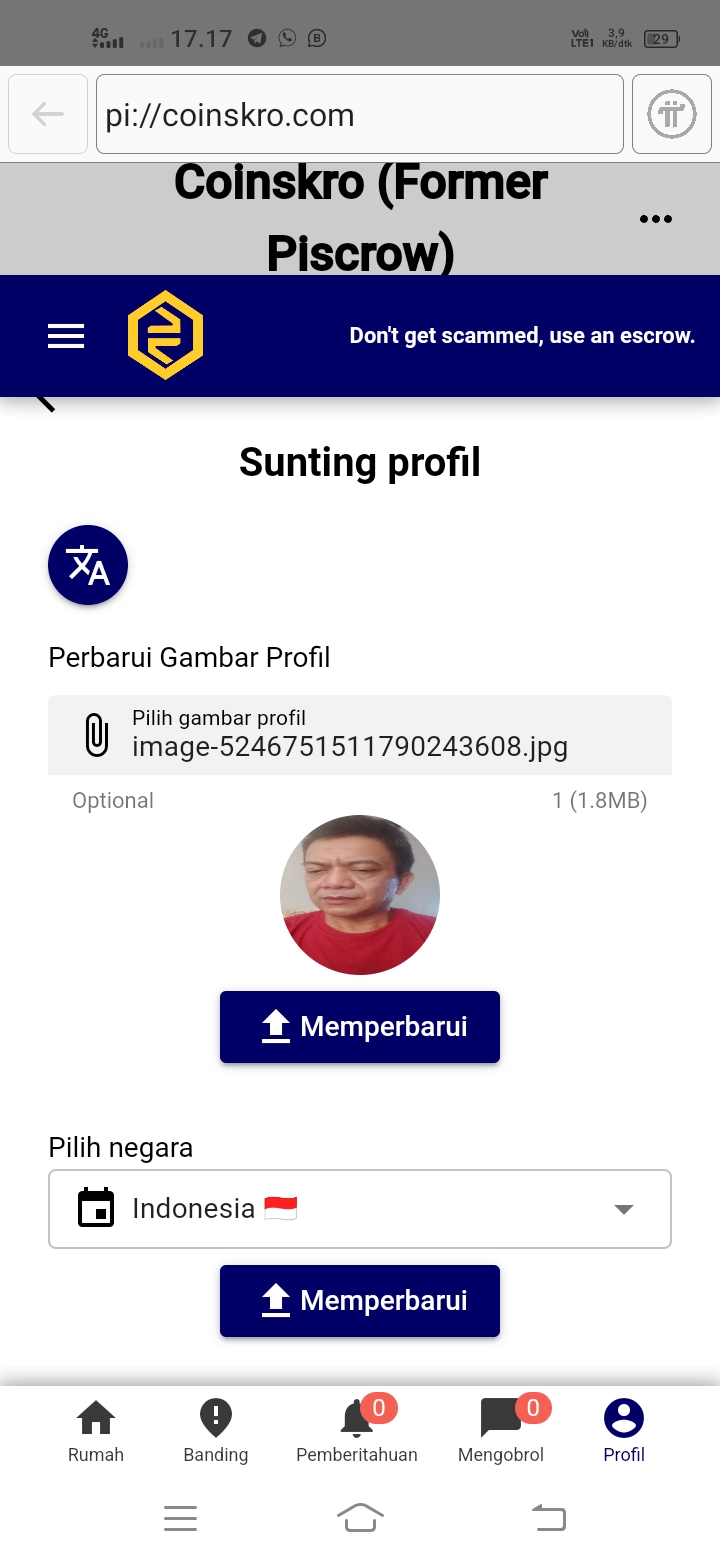 4G 17.17 Vo)) LTE1 3,9 KB/dtk 29
pi://coinskro.com
Coinskro (Former
Piscrow)
Don't get scammed, use an escrow.
Sunting profil
Perbarui Gambar Profil
Pilih gambar profil
image-5246751511790243608.jpg
Optional 1 (1.8MB)
Memperbarui
Pilih negara
Indonesia 🇮🇩
Memperbarui
0 0
Rumah Banding Pemberitahuan Mengobrol Profil